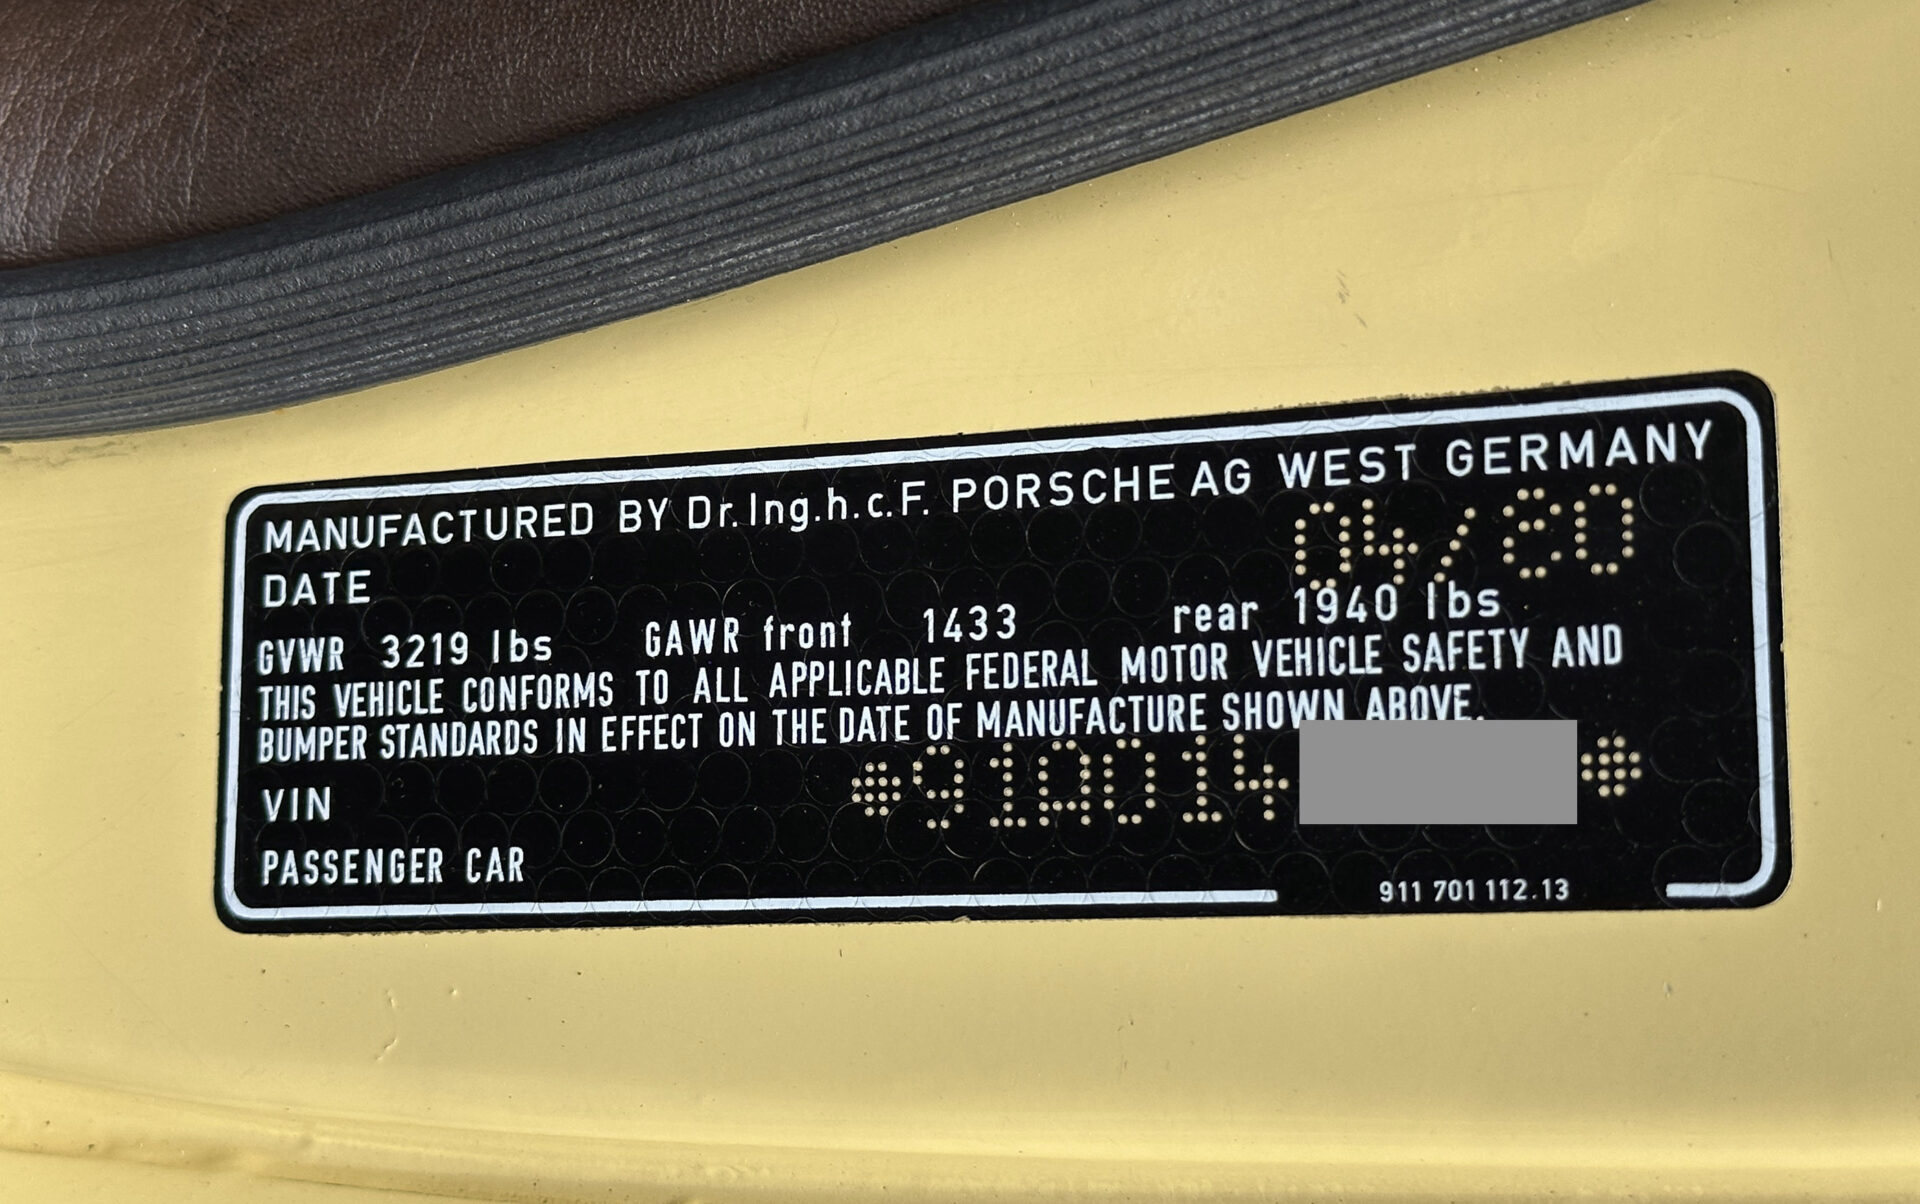 MANUFACTURED BY Dr.Ing.h.c.F. PORSCHE AG WEST GERMANY
DATE 04/80
GVWR 3219 lbs GAWR front 1433 rear 1940 lbs
THIS VEHICLE CONFORMS TO ALL APPLICABLE FEDERAL MOTOR VEHICLE SAFETY AND
BUMPER STANDARDS IN EFFECT ON THE DATE OF MANUFACTURE SHOWN ABOVE.
VIN 91A014
PASSENGER CAR
911 701 112.13